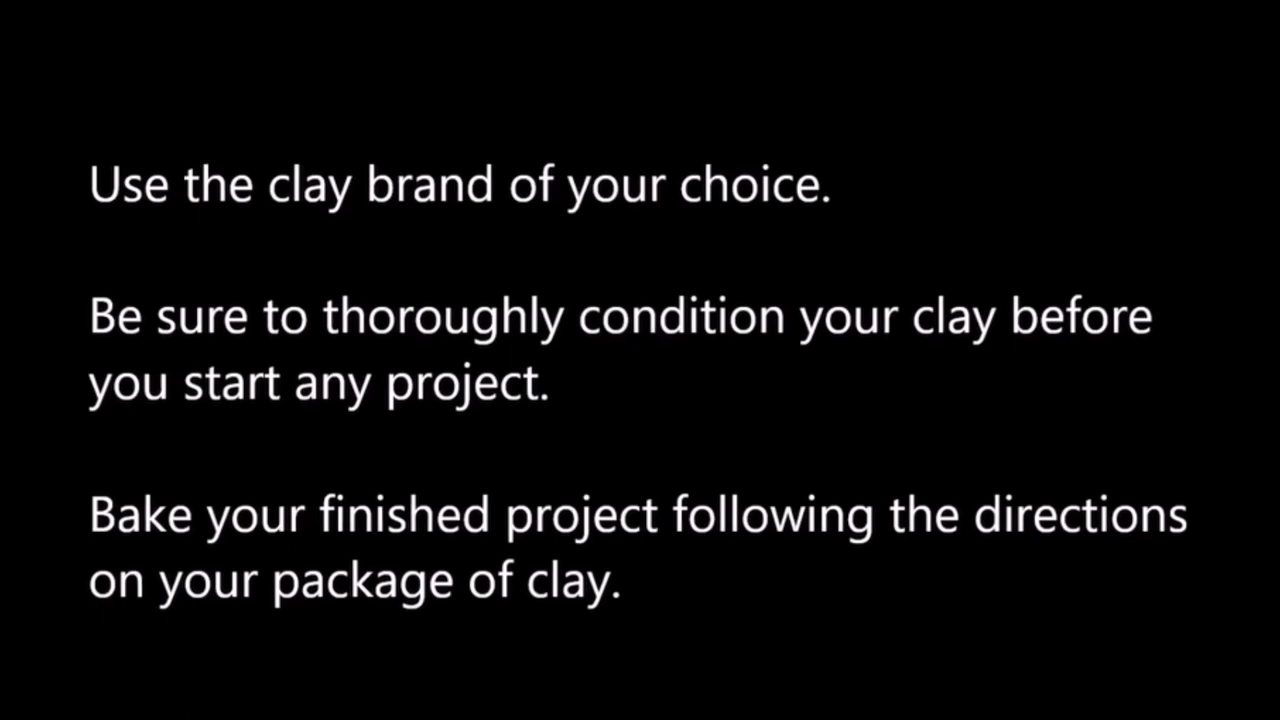 Use the clay brand of your choice.
Be sure to thoroughly condition your clay before
you start any project.
Bake your finished project following the directions
on your package of clay.